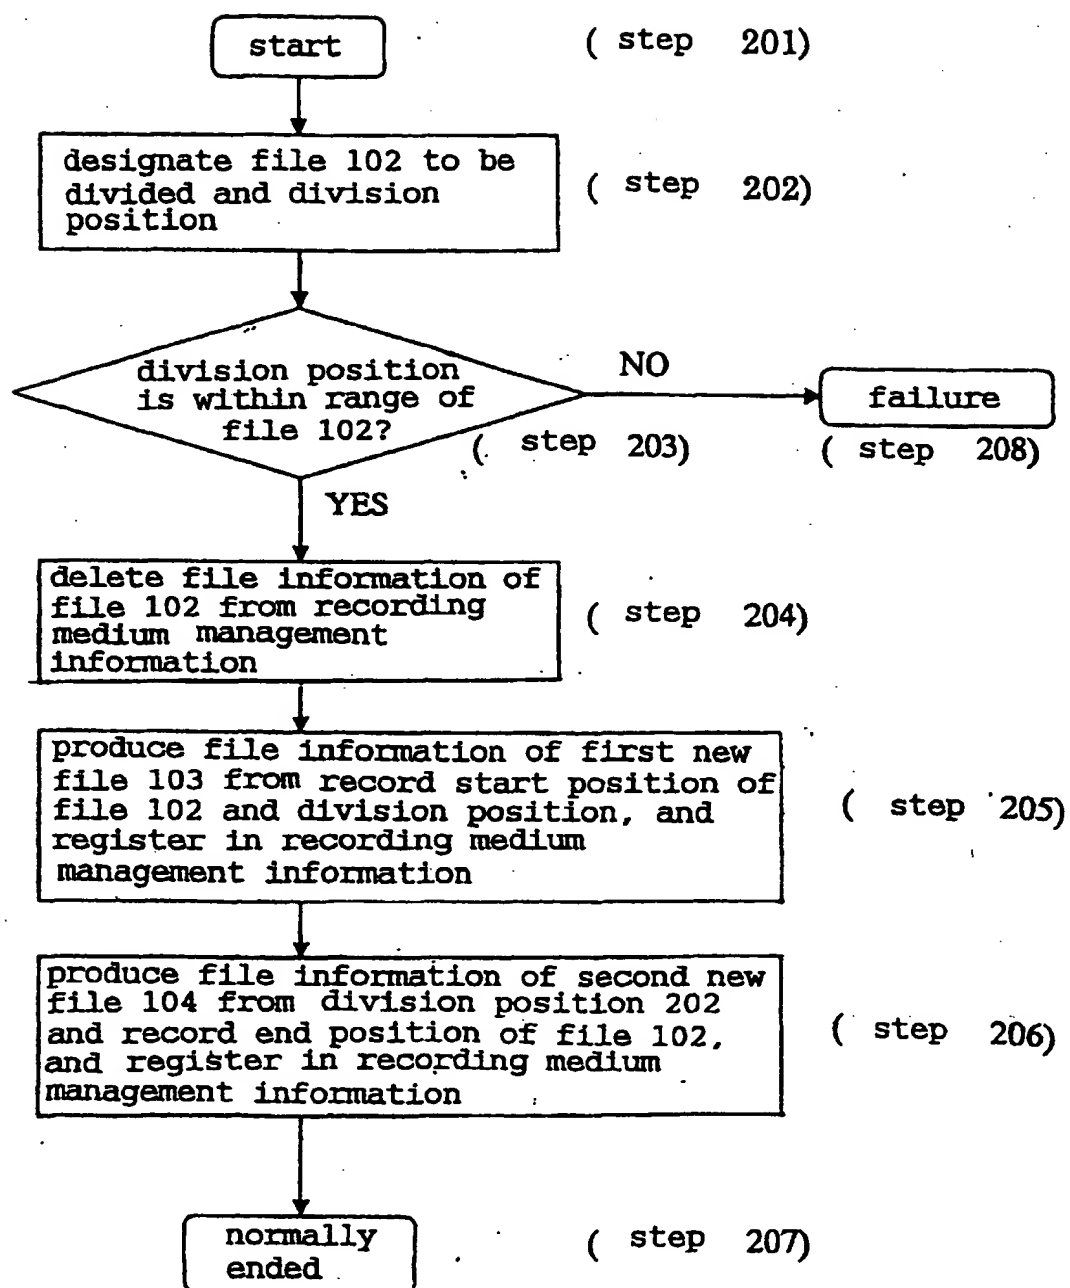 start
( step 201)
designate file 102 to be
divided and division
position
( step 202)
division position
is within range of
file 102?
( step 203)
NO
failure
( step 208)
YES
delete file information of
file 102 from recording
medium management
information
( step 204)
produce file information of first new
file 103 from record start position of
file 102 and division position, and
register in recording medium
management information
( step 205)
produce file information of second new
file 104 from division position 202
and record end position of file 102,
and register in recording medium
management information
( step 206)
normally
ended
( step 207)